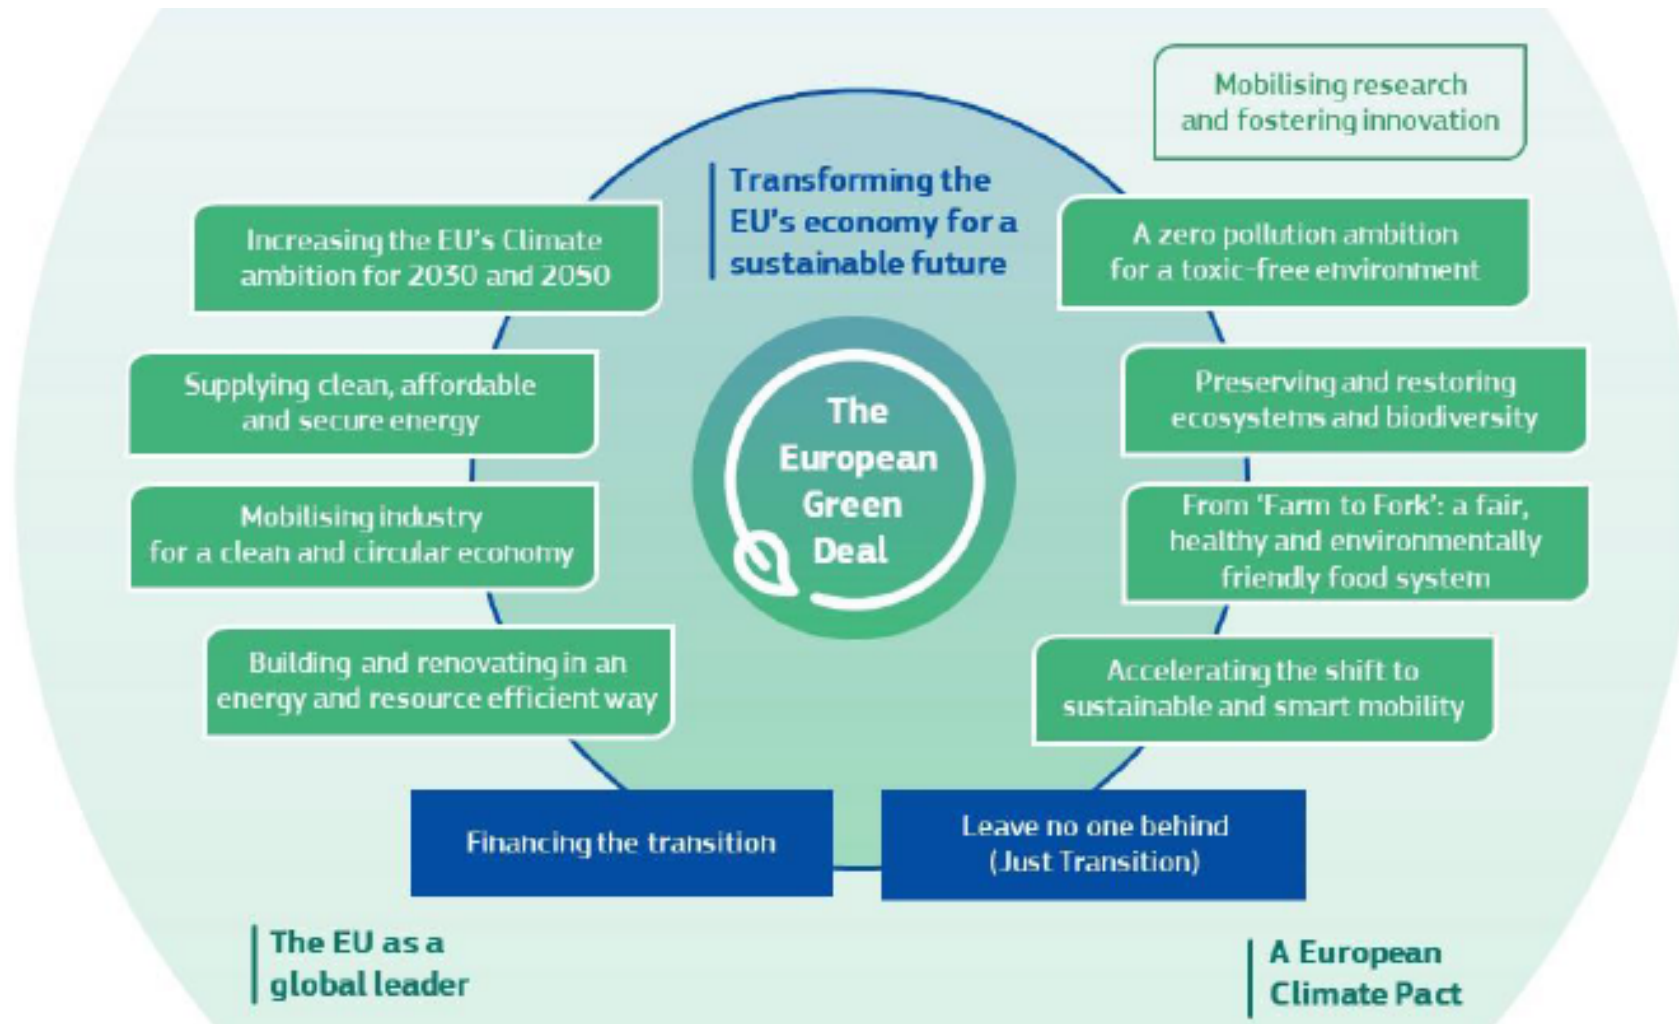 Mobilising research
and fostering innovation
Transforming the
EU's economy for a
sustainable future
Increasing the EU's Climate
ambition for 2030 and 2050
A zero pollution ambition
for a toxic-free environment
Supplying clean, affordable
and secure energy
Preserving and restoring
ecosystems and biodiversity
The
European
Green
Deal
Mobilising industry
for a clean and circular economy
From 'Farm to Fork': a fair,
healthy and environmentally
friendly food system
Building and renovating in an
energy and resource efficient way
Accelerating the shift to
sustainable and smart mobility
Financing the transition
Leave no one behind
(Just Transition)
The EU as a
global leader
A European
Climate Pact